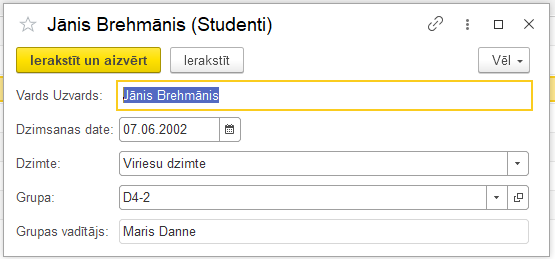 Jānis Brehmānis (Studenti)
Ierakstīt un aizvērt Ierakstīt Vēl
Vards Uzvards: Jānis Brehmānis
Dzimsanas date: 07.06.2002
Dzimte: Viriesu dzimte
Grupa: D4-2
Grupas vadītājs: Maris Danne